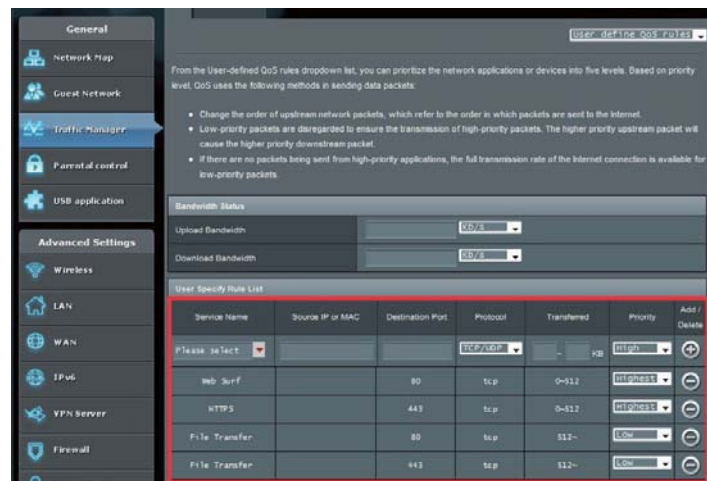 General
Network Map
Guest Network
Traffic Manager
Parental control
USB application
Advanced Settings
Wireless
LAN
WAN
IPv6
VPN Server
Firewall
User define QoS rules
From the User-defined QoS rules dropdown list, you can prioritize the network applications or devices into five levels. Based on priority
level, QoS uses the following methods in sending data packets:
Change the order of upstream network packets, which refer to the order in which packets are sent to the Internet.
Low-priority packets are disregarded to ensure the transmission of high-priority packets. The higher priority upstream packet will
cause the higher priority downstream packet.
If there are no packets being sent from high-priority applications, the full transmission rate of the Internet connection is available for
low-priority packets.
Bandwidth Status
Upload Bandwidth KB/s
Download Bandwidth KB/s
User Specify Rule List
Service Name Source IP or MAC Destination Port Protocol Transferred Priority Add / Delete
Please select TCP/UDP ~ KB High
Web Surf 80 tcp 0~512 Highest
HTTPS 443 tcp 0~512 Highest
File Transfer 80 tcp 512~ Low
File Transfer 443 tcp 512~ Low